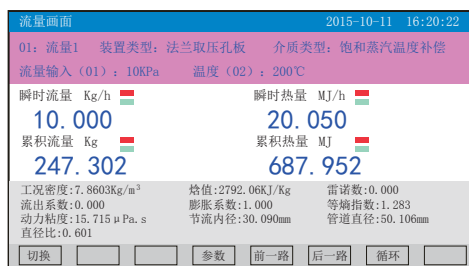 流量画面 2015-10-11 16:20:22
01：流量1 装置类型：法兰取压孔板 介质类型：饱和蒸汽温度补偿
流量输入（01）：10KPa 温度（02）：200℃
瞬时流量 Kg/h 瞬时热量 MJ/h
10.000 20.050
累积流量 Kg 累积热量 MJ
247.302 687.952
工况密度:7.8603Kg/m³ 焓值:2792.06KJ/Kg 雷诺数:0.000
流出系数:0.000 膨胀系数:1.000 等熵指数:1.283
动力粘度:15.715μPa.s 节流内径:30.090mm 管道直径:50.106mm
直径比:0.601
切换 参数 前一路 后一路 循环